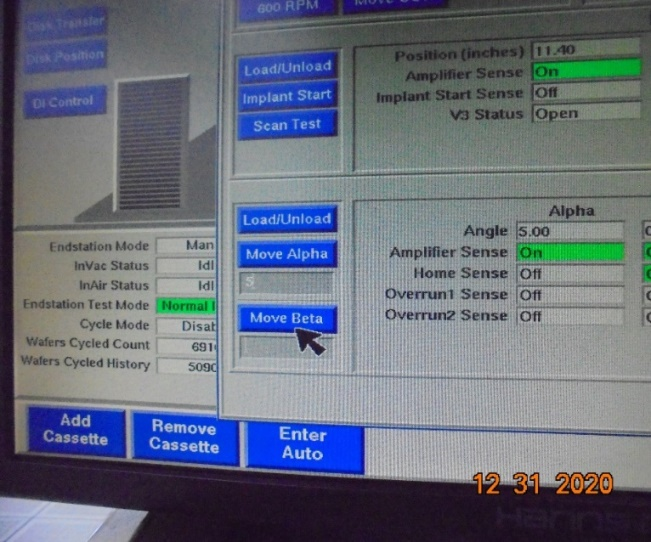 600 RPM
Disk Transfer
Disk Position
DI Control
Load/Unload
Implant Start
Scan Test
Position (inches) 11.40
Amplifier Sense On
Implant Start Sense Off
V3 Status Open
Load/Unload
Move Alpha
5
Move Beta
Alpha
Angle 5.00
Amplifier Sense On
Home Sense Off
Overrun1 Sense Off
Overrun2 Sense Off
Endstation Mode Man
InVac Status Idl
InAir Status Idl
Endstation Test Mode Normal
Cycle Mode Disab
Wafers Cycled Count 691
Wafers Cycled History 5090
Add Cassette
Remove Cassette
Enter Auto
12 31 2020